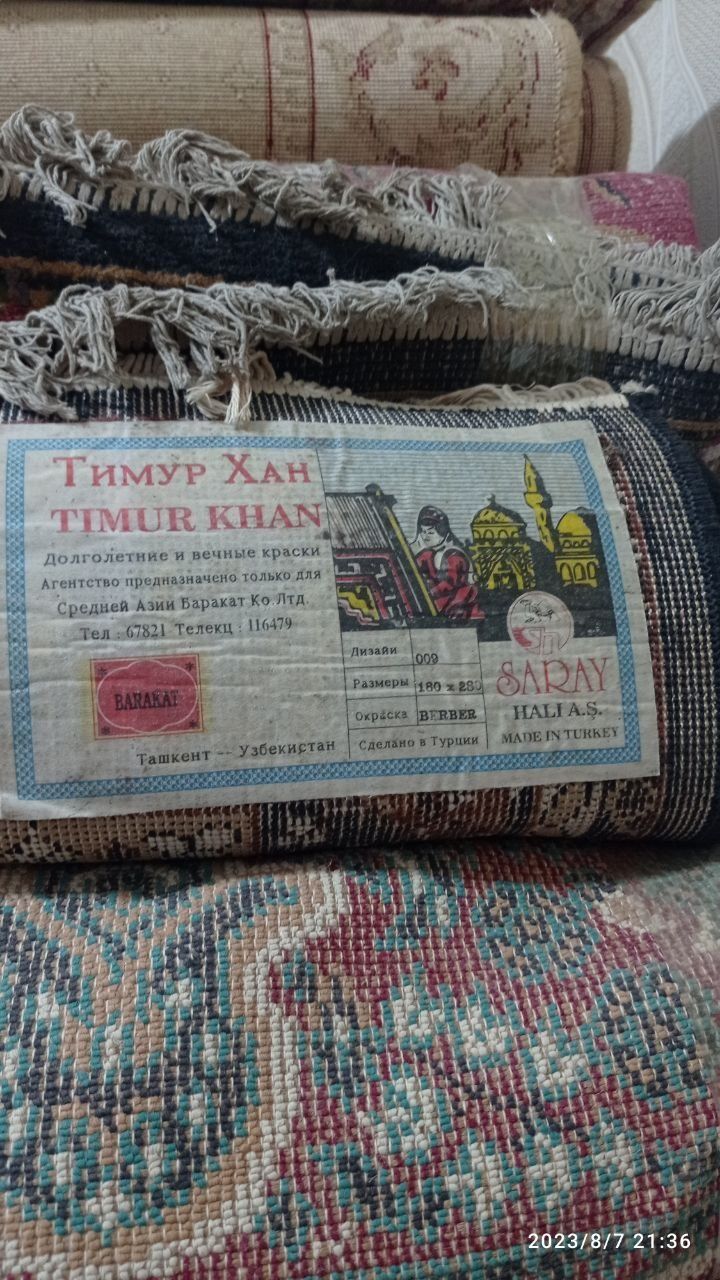 Тимур Хан
TIMUR KHAN
Долголетние и вечные краски
Агентство предназначено только для
Средней Азии Баракат Ко.Лтд.
Тел : 67821 Телекц : 116479
BARAKAT
Ташкент -- Узбекистан
Дизайн 009
Размеры 180 x 280
Окраска BERBER
Сделано в Турции
SARAY
HALI A.Ş.
MADE IN TURKEY
2023/8/7 21:36